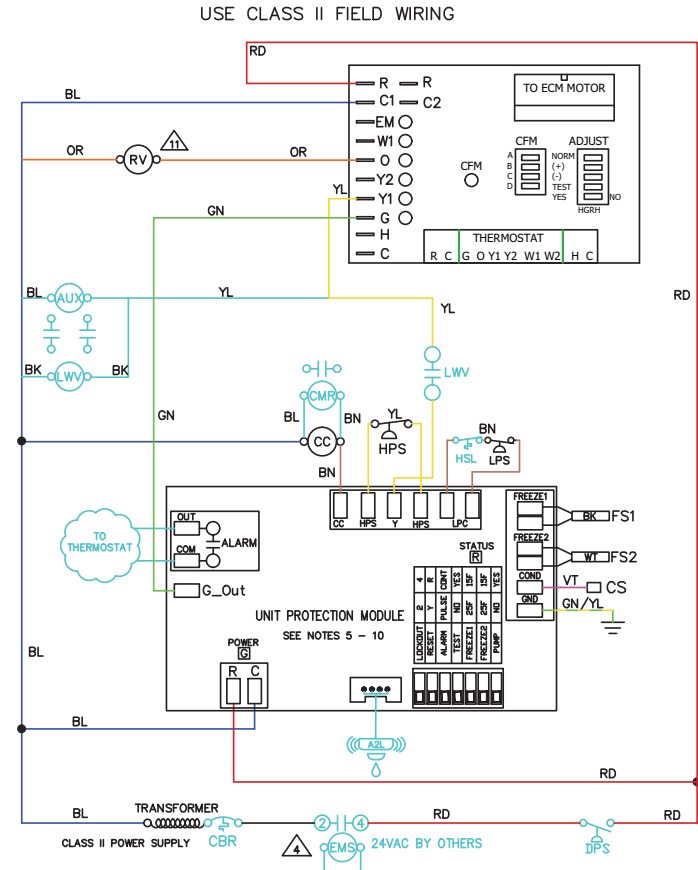 USE CLASS II FIELD WIRING
RD
R R
C1 C2
EM
W1
O
Y2
Y1
G
H
C
TO ECM MOTOR
CFM
CFM ADJUST
A
B
C
D
NORM
(+)
(-)
TEST
YES NO
HGRH
THERMOSTAT
R C G O Y1 Y2 W1 W2 H C
BL
OR RV 11 OR
YL
GN
RD
BL AUX YL
YL
BK LWV BK
LWV
GN
CMR
BL BN
CC
BN
YL
HPS
BN
HSL LPS
CC HPS Y HPS LPC
OUT
COM
ALARM
TO
THERMOSTAT
G_Out
UNIT PROTECTION MODULE
SEE NOTES 5 - 10
STATUS
R
LOCKOUT 2 4
RESET Y R
ALARM PULSE CONT
TEST NO YES
FREEZE1 25F 15F
FREEZE2 25F 15F
PUMP NO YES
FREEZE1
BK FS1
FREEZE2
WT FS2
COND
VT CS
GND
GN/YL
POWER
G
R C
A2L
BL
BL
RD
BL TRANSFORMER
CLASS II POWER SUPPLY
CBR
4
2 4
EMS
RD
24VAC BY OTHERS
DPS
RD